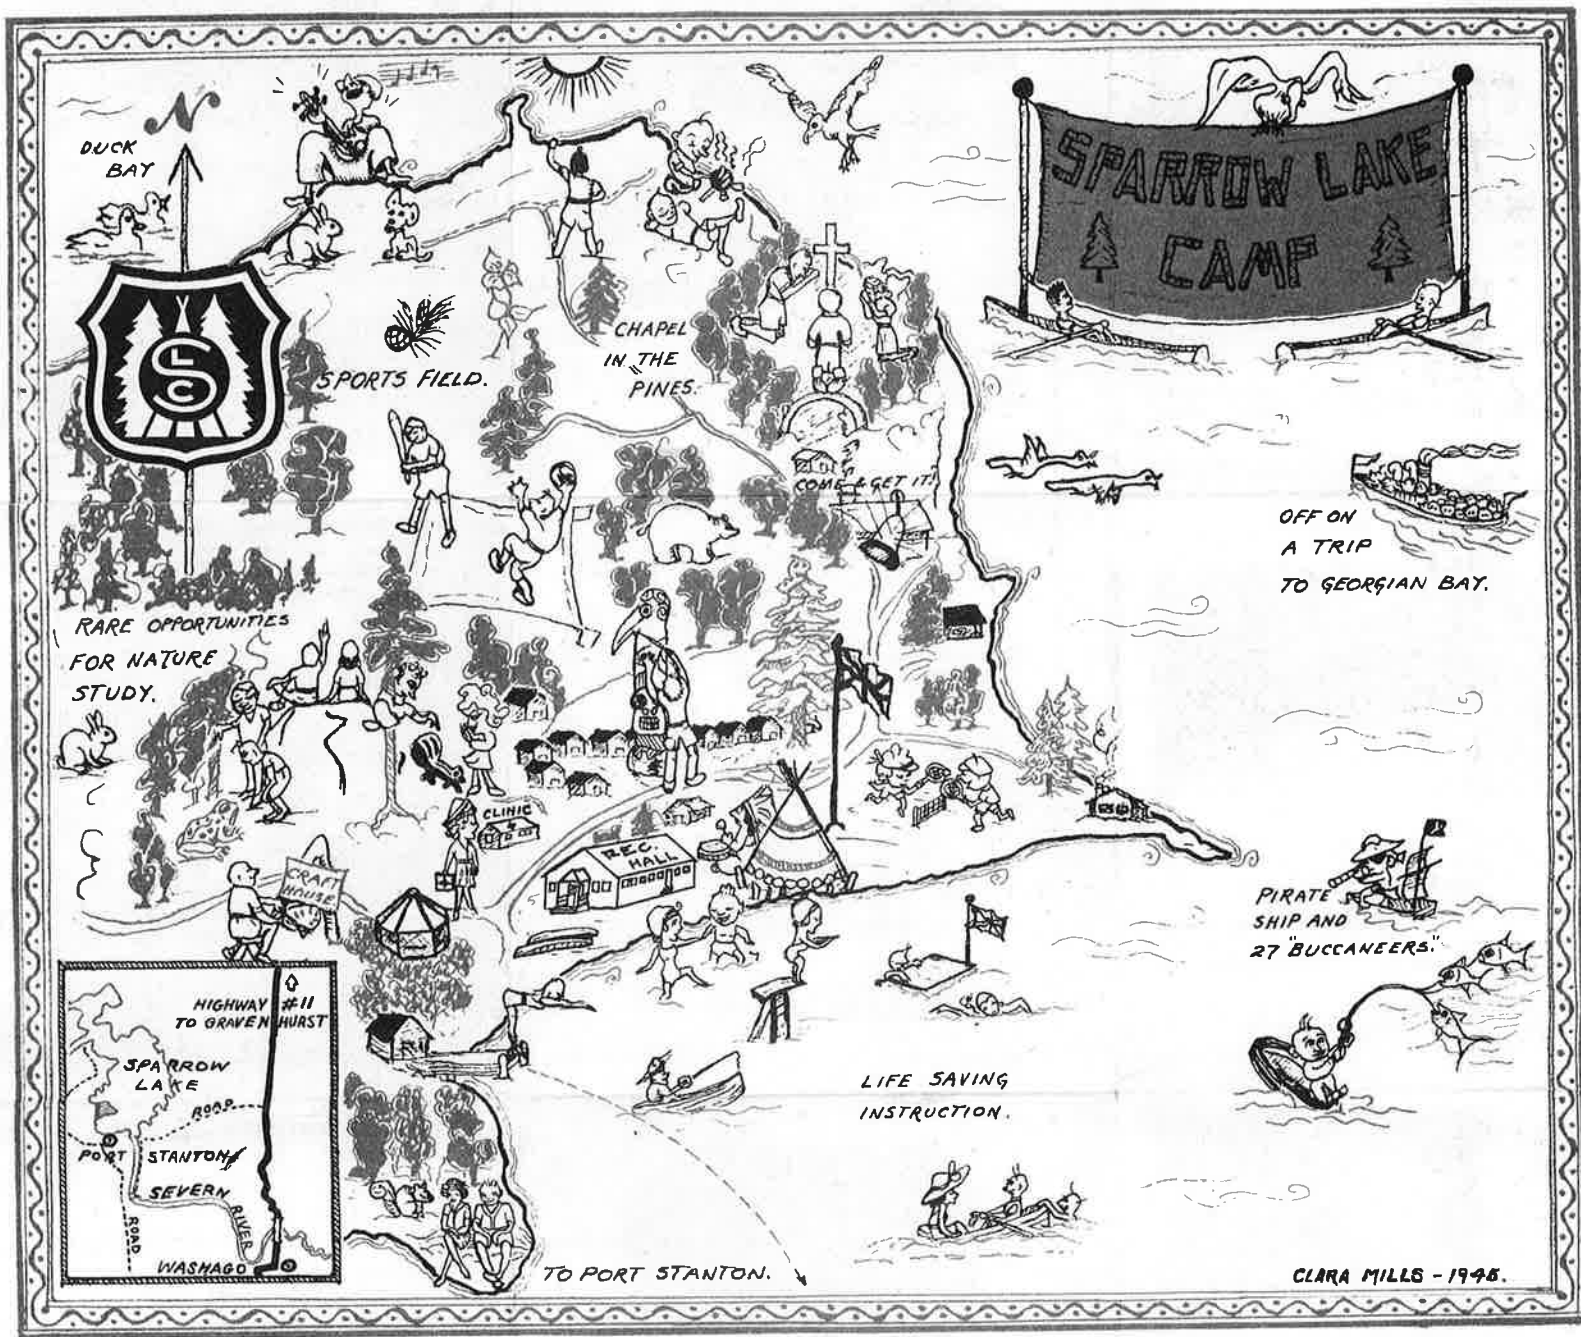 N
DUCK
BAY
SPARROW LAKE
CAMP
SLC
SPORTS FIELD.
CHAPEL
IN THE
PINES.
COME & GET IT!
OFF ON
A TRIP
TO GEORGIAN BAY.
RARE OPPORTUNITIES
FOR NATURE
STUDY.
CLINIC
REC.
HALL
CRAFT
HOUSE
PIRATE
SHIP AND
27 "BUCCANEERS."
HIGHWAY #11
TO GRAVENHURST
SPARROW
LAKE
ROAD
PORT STANTON
SEVERN
RIVER
ROAD
WASHAGO
LIFE SAVING
INSTRUCTION.
TO PORT STANTON.
CLARA MILLS - 1945.